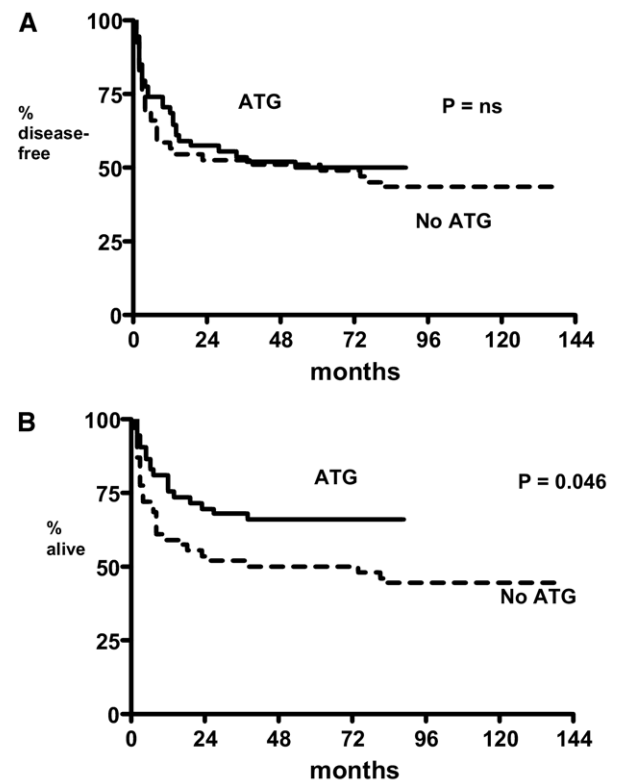 A
100
75
50
25
0
%
disease-
free
ATG
P = ns
No ATG
0 24 48 72 96 120 144
months
B
100
75
50
25
0
%
alive
ATG
P = 0.046
No ATG
0 24 48 72 96 120 144
months